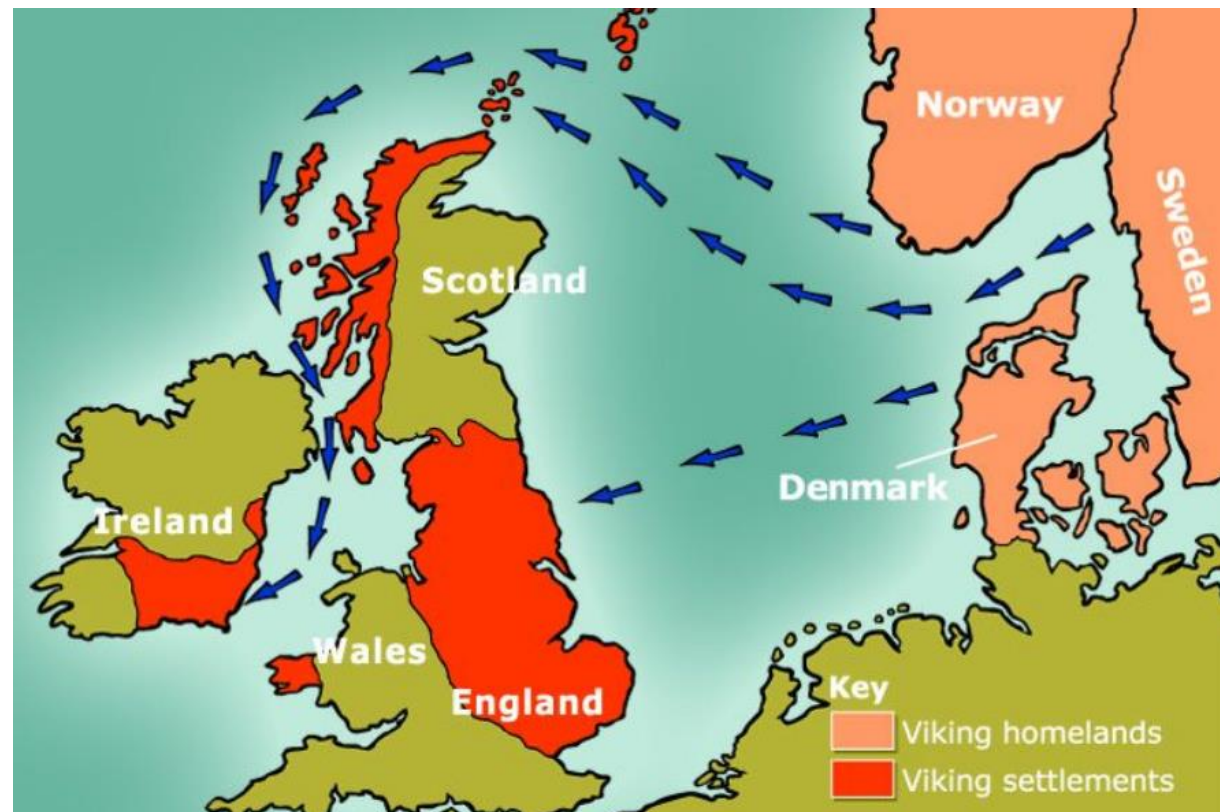 Norway
Sweden
Scotland
Denmark
Ireland
Wales
England
Key
Viking homelands
Viking settlements